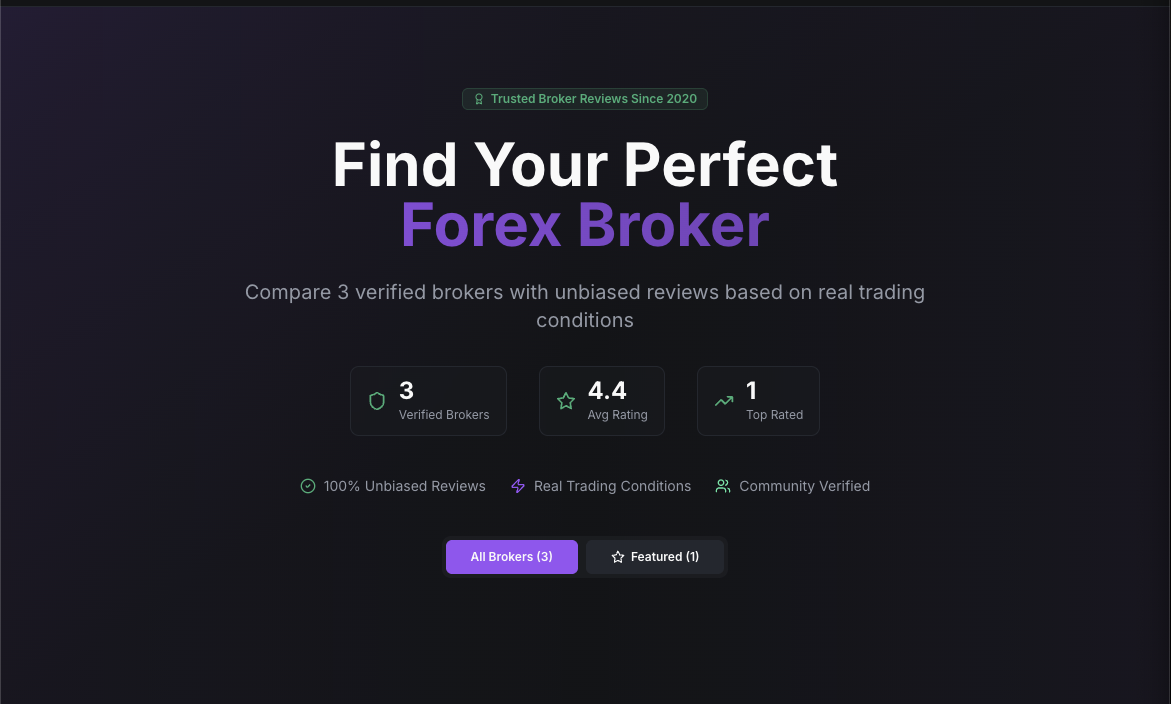 Trusted Broker Reviews Since 2020
Find Your Perfect
Forex Broker
Compare 3 verified brokers with unbiased reviews based on real trading
conditions
3
Verified Brokers
4.4
Avg Rating
1
Top Rated
100% Unbiased Reviews
Real Trading Conditions
Community Verified
All Brokers (3)
Featured (1)